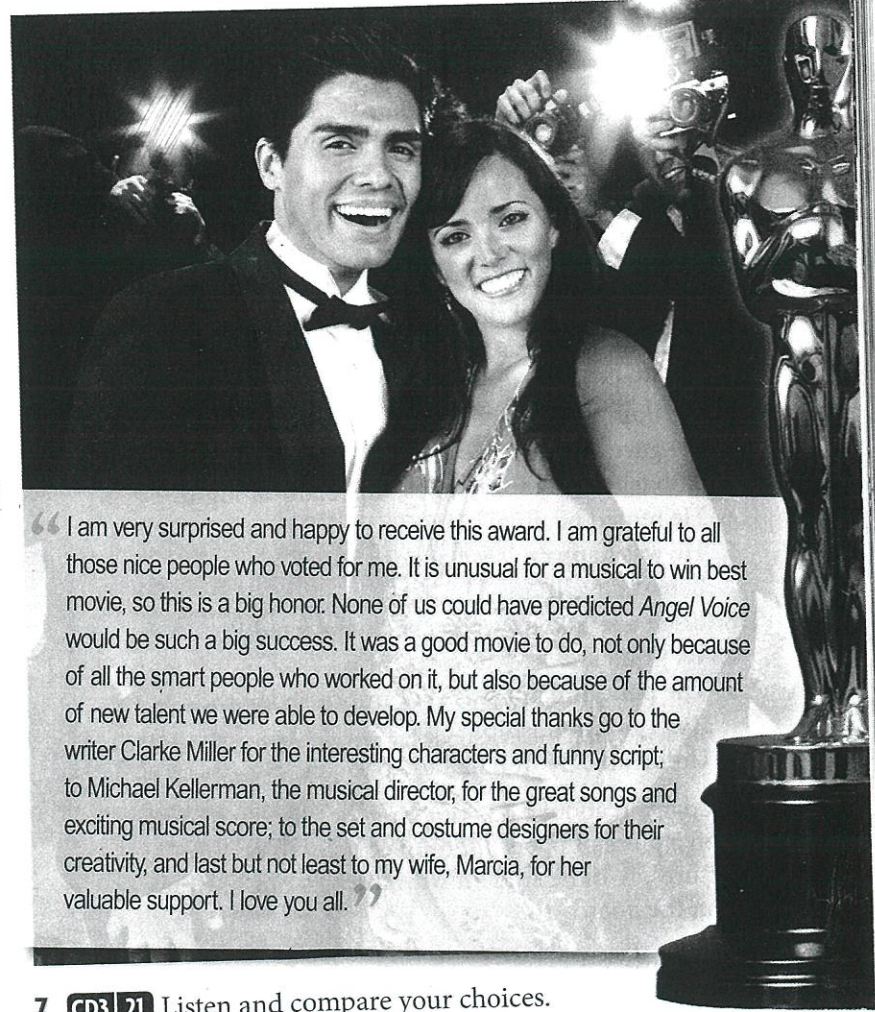 “ I am very surprised and happy to receive this award. I am grateful to all
those nice people who voted for me. It is unusual for a musical to win best
movie, so this is a big honor. None of us could have predicted Angel Voice
would be such a big success. It was a good movie to do, not only because
of all the smart people who worked on it, but also because of the amount
of new talent we were able to develop. My special thanks go to the
writer Clarke Miller for the interesting characters and funny script;
to Michael Kellerman, the musical director, for the great songs and
exciting musical score; to the set and costume designers for their
creativity, and last but not least to my wife, Marcia, for her
valuable support. I love you all. ”
7 CD3 21 Listen and compare your choices.